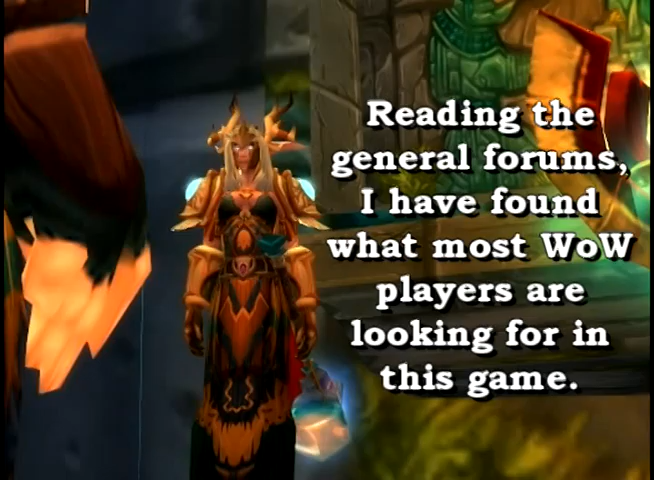 Reading the
general forums,
I have found
what most WoW
players are
looking for in
this game.